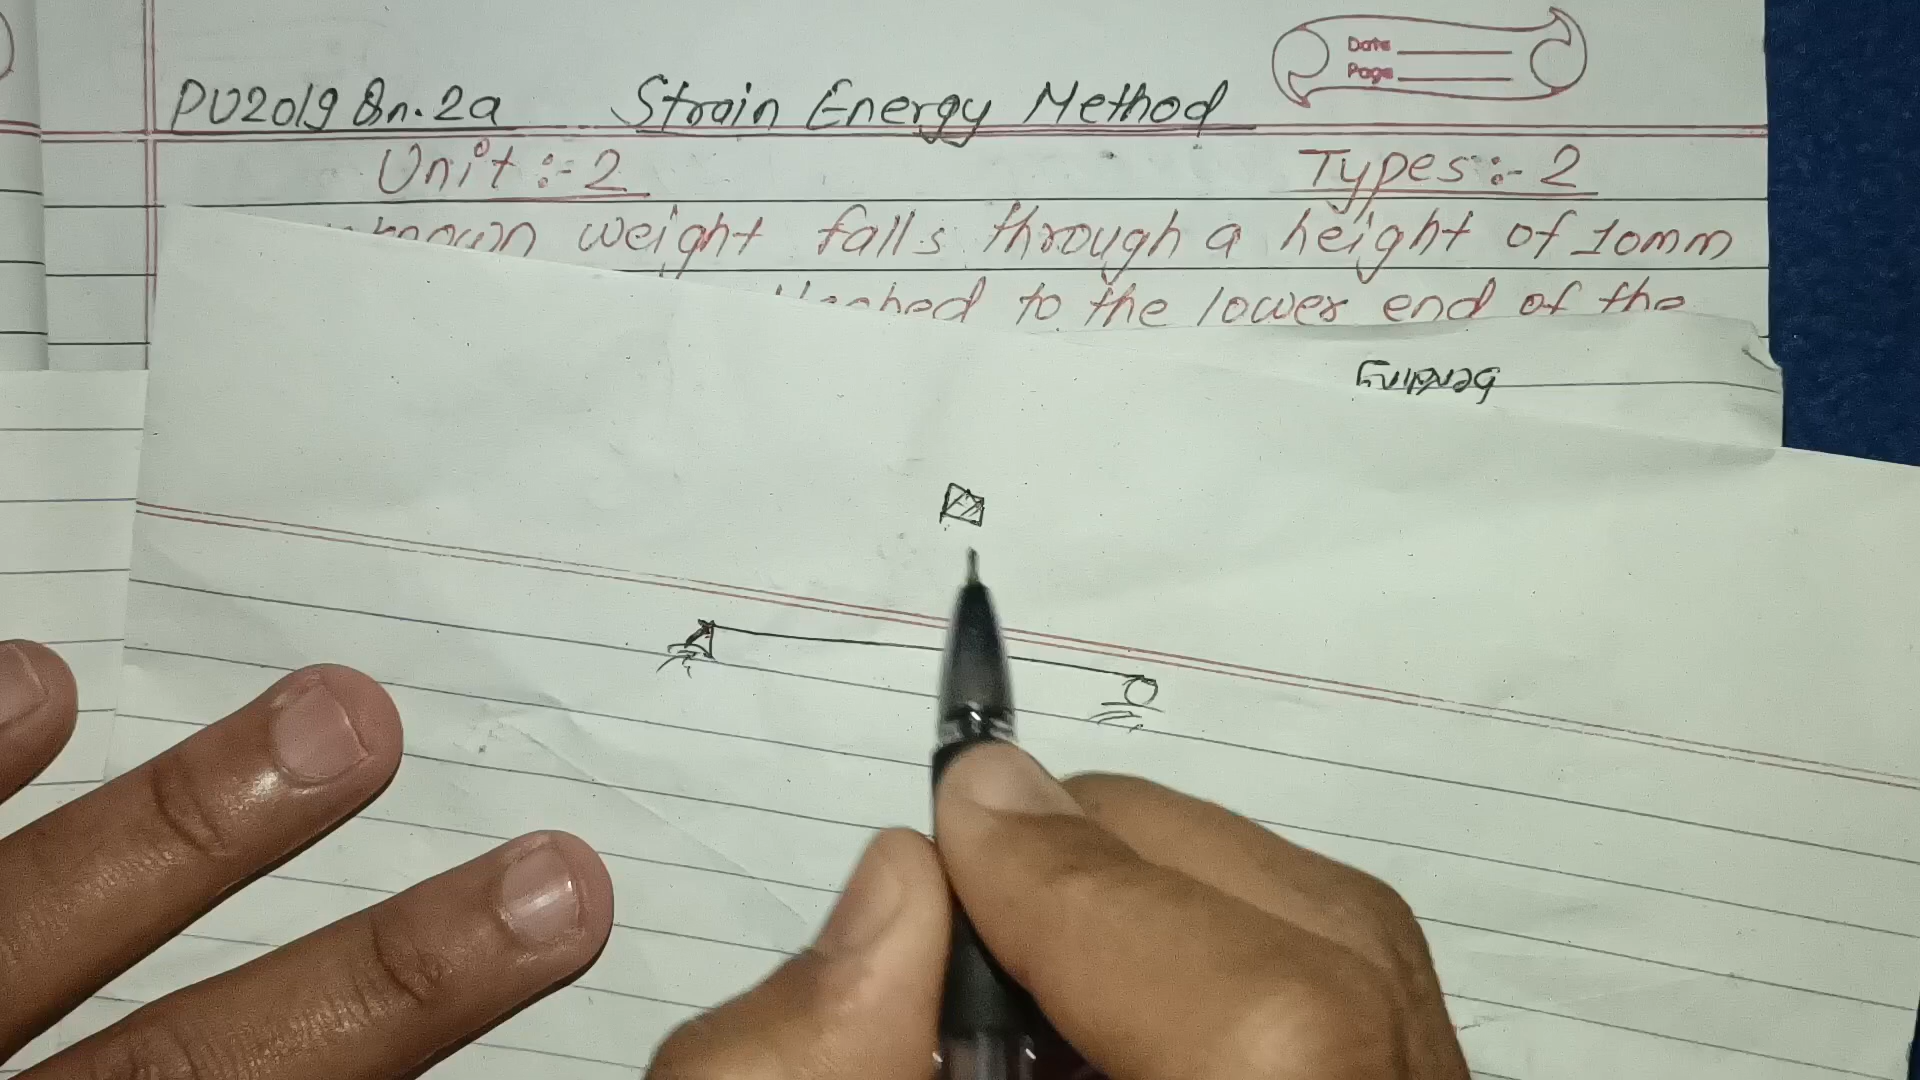 Date
Page
PU2019 Qn.2a Strain Energy Method
Unit :- 2 Types :- 2
weight falls through a height of 10mm
to the lower end of the
Bending